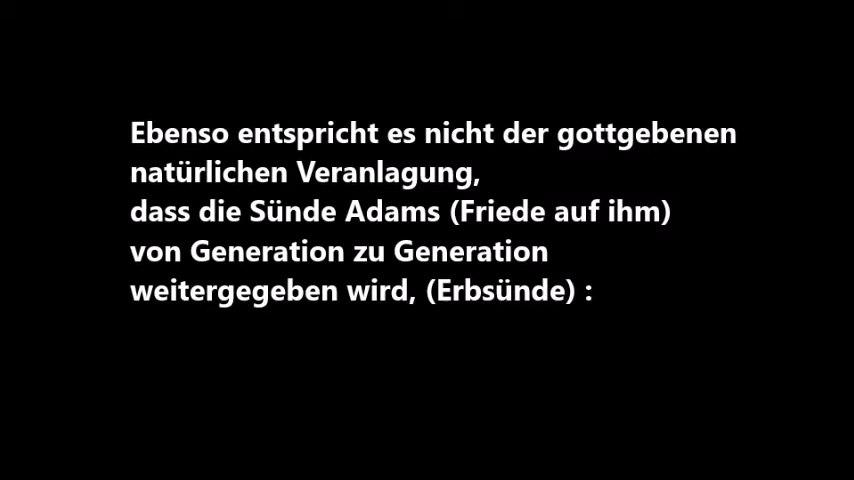 Ebenso entspricht es nicht der gottgebenen
natürlichen Veranlagung,
dass die Sünde Adams (Friede auf ihm)
von Generation zu Generation
weitergegeben wird, (Erbsünde) :